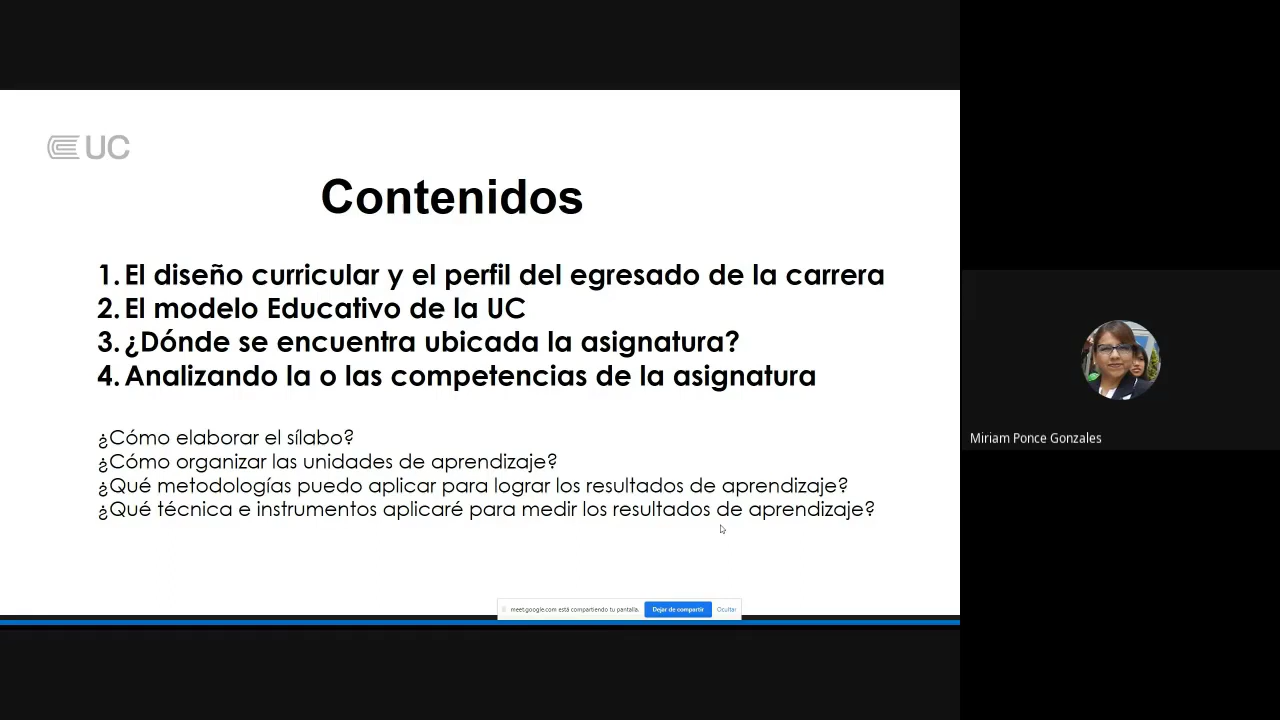 UC
Contenidos
1. El diseño curricular y el perfil del egresado de la carrera
2. El modelo Educativo de la UC
3. ¿Dónde se encuentra ubicada la asignatura?
4. Analizando la o las competencias de la asignatura
¿Cómo elaborar el sílabo?
¿Cómo organizar las unidades de aprendizaje?
¿Qué metodologías puedo aplicar para lograr los resultados de aprendizaje?
¿Qué técnica e instrumentos aplicaré para medir los resultados de aprendizaje?
meet.google.com está compartiendo tu pantalla. Dejar de compartir Ocultar
Miriam Ponce Gonzales